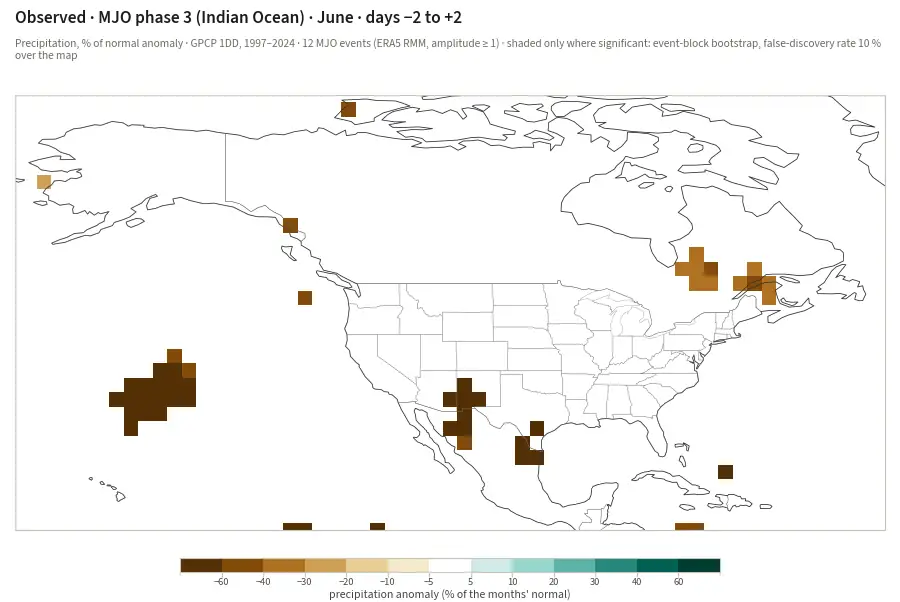 Observed · MJO phase 3 (Indian Ocean) · June · days −2 to +2
Precipitation, % of normal anomaly · GPCP 1DD, 1997–2024 · 12 MJO events (ERA5 RMM, amplitude ≥ 1) · shaded only where significant: event-block bootstrap, false-discovery rate 10 %
over the map
−60 −40 −30 −20 −10 −5 5 10 20 30 40 60
precipitation anomaly (% of the months' normal)